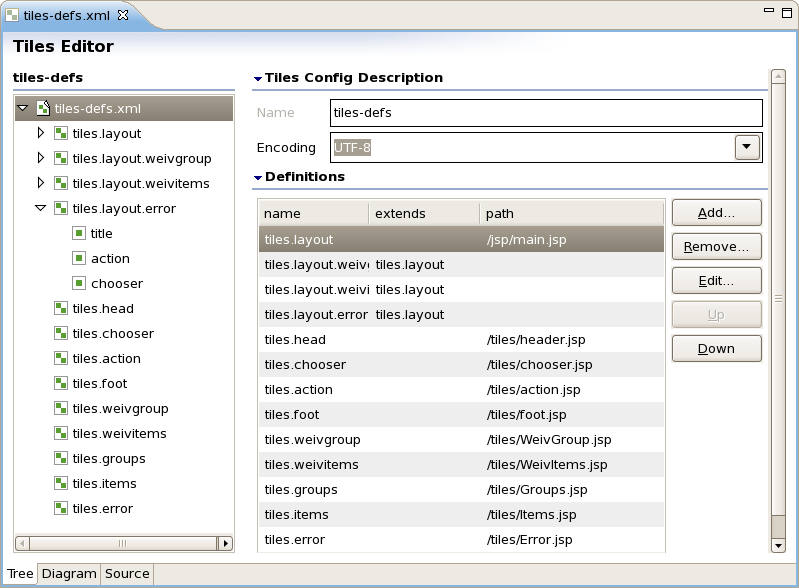 tiles-defs.xml
Tiles Editor
tiles-defs
tiles-defs.xml
tiles.layout
tiles.layout.weivgroup
tiles.layout.weivitems
tiles.layout.error
title
action
chooser
tiles.head
tiles.chooser
tiles.action
tiles.foot
tiles.weivgroup
tiles.weivitems
tiles.groups
tiles.items
tiles.error
Tiles Config Description
Name tiles-defs
Encoding UTF-8
Definitions
name extends path
tiles.layout /jsp/main.jsp
tiles.layout.weiv tiles.layout
tiles.layout.weivi tiles.layout
tiles.layout.error tiles.layout
tiles.head /tiles/header.jsp
tiles.chooser /tiles/chooser.jsp
tiles.action /tiles/action.jsp
tiles.foot /tiles/foot.jsp
tiles.weivgroup /tiles/WeivGroup.jsp
tiles.weivitems /tiles/WeivItems.jsp
tiles.groups /tiles/Groups.jsp
tiles.items /tiles/Items.jsp
tiles.error /tiles/Error.jsp
Add...
Remove...
Edit...
Up
Down
Tree Diagram Source